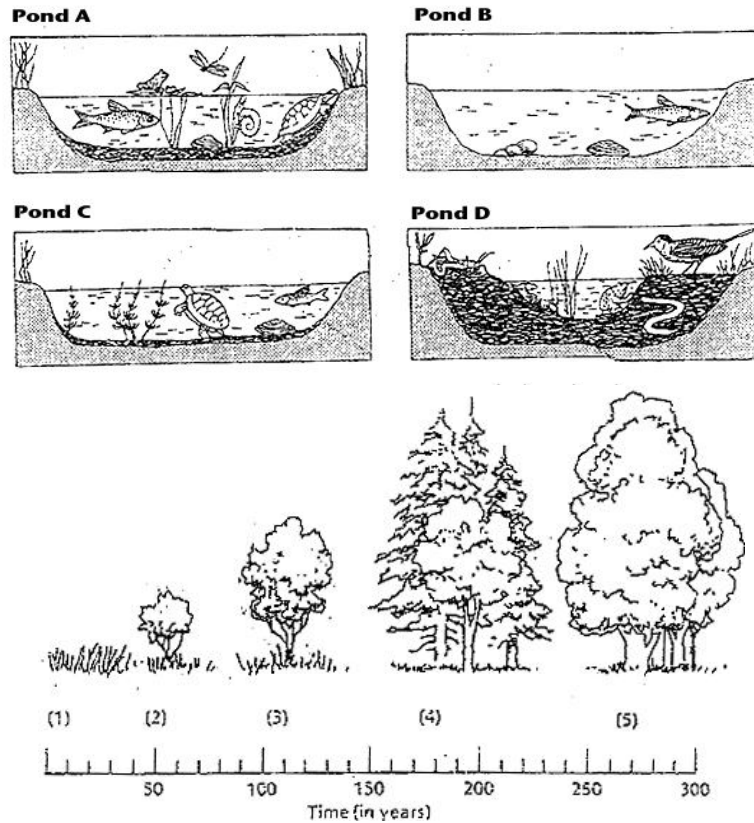 Pond A
Pond B
Pond C
Pond D
(1) (2) (3) (4) (5)
50 100 150 200 250 300
Time (in years)